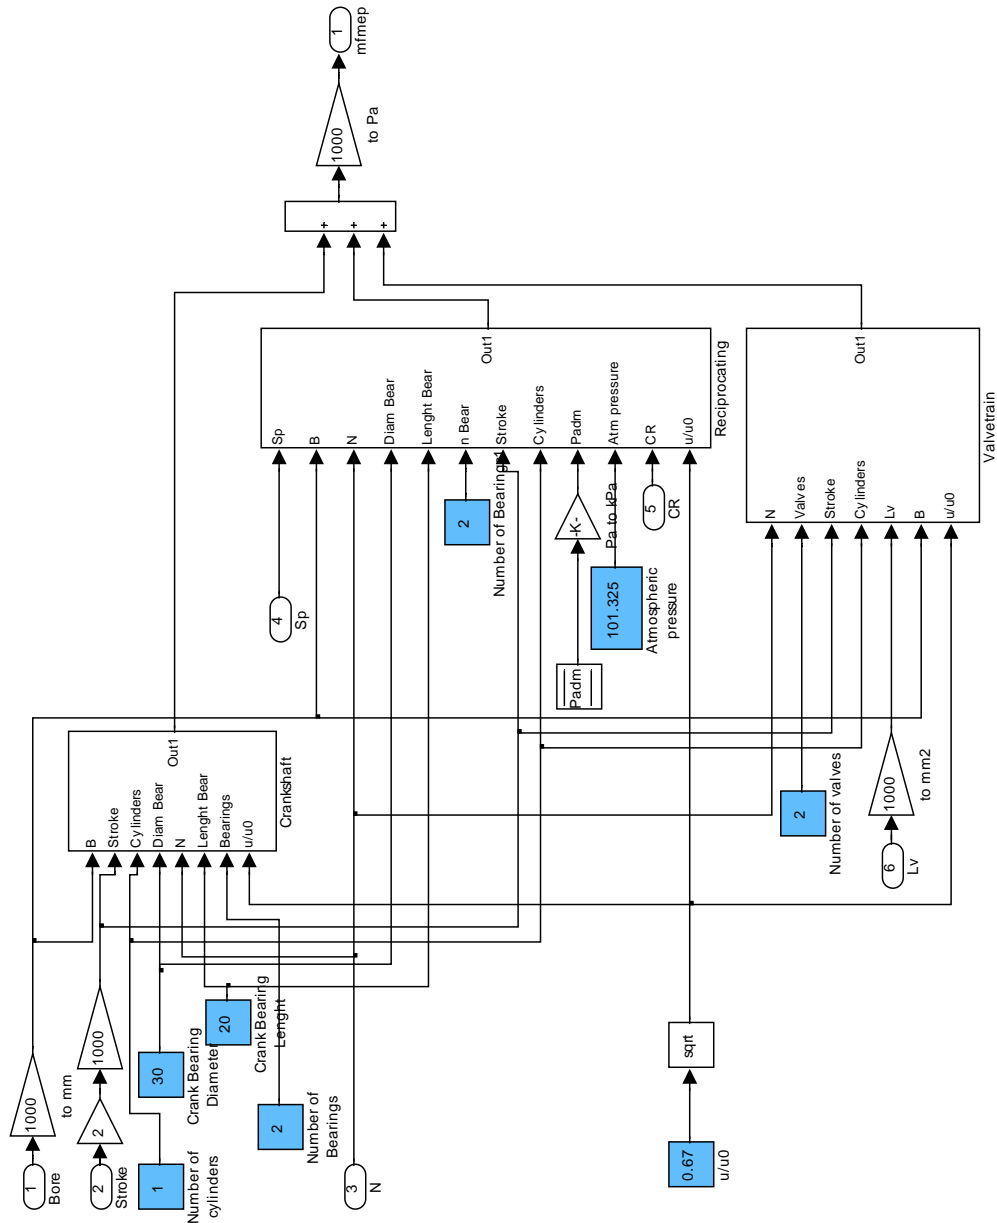 1
Bore
1000
to mm
2
Stroke
2
1000
1
Number of
cylinders
30
Crank Bearing
Diameter
20
Crank Bearing
Lenght
2
Number of
Bearings
3
N
0.67
u/u0
sqrt
B
Stroke
Cylinders
Diam Bear
N
Lenght Bear
Bearings
u/u0
Out1
Crankshaft
4
Sp
2
Number of Bearings1
Padm
-K-
Pa to kPa
101.325
Atmospheric
pressure
5
CR
2
Number of valves
6
Lv
1000
to mm2
Sp
B
N
Diam Bear
Lenght Bear
n Bear
Stroke
Cylinders
Padm
Atm pressure
CR
u/u0
Out1
Reciprocating
N
Valves
Stroke
Cylinders
Lv
B
u/u0
Out1
Valvetrain
+
+
+
1000
to Pa
1
mfmep